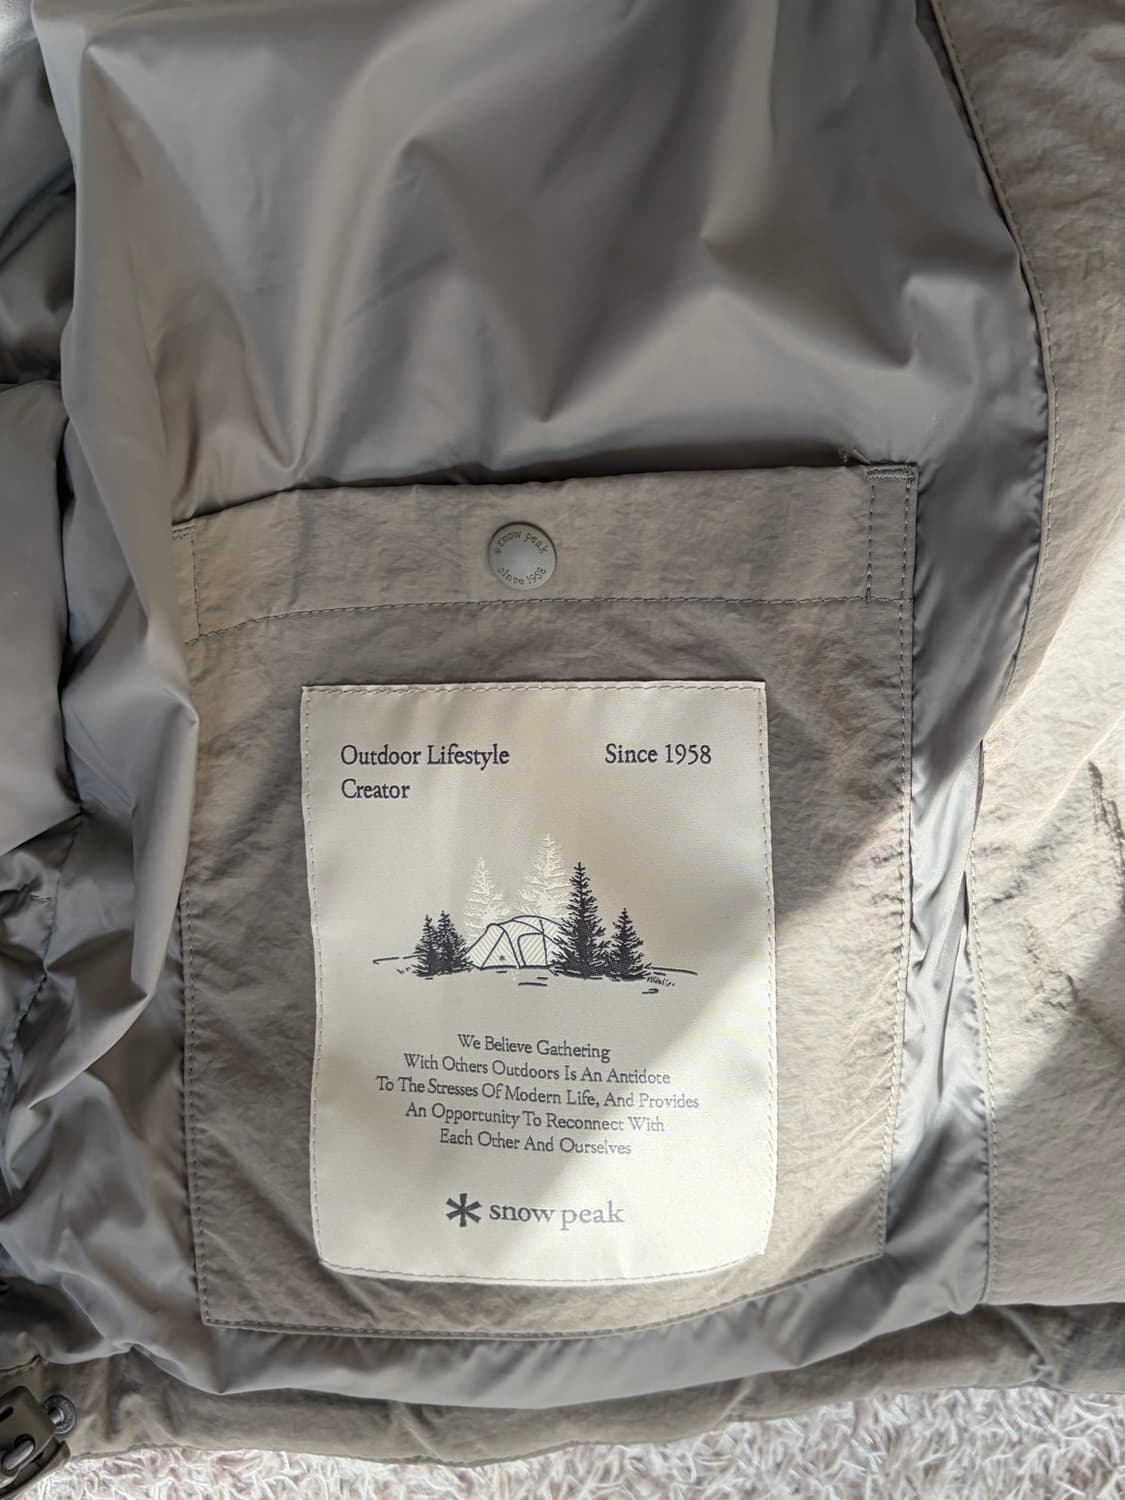 snow peak
since 1958
Outdoor Lifestyle
Creator
Since 1958
We Believe Gathering
With Others Outdoors Is An Antidote
To The Stresses Of Modern Life, And Provides
An Opportunity To Reconnect With
Each Other And Ourselves
snow peak